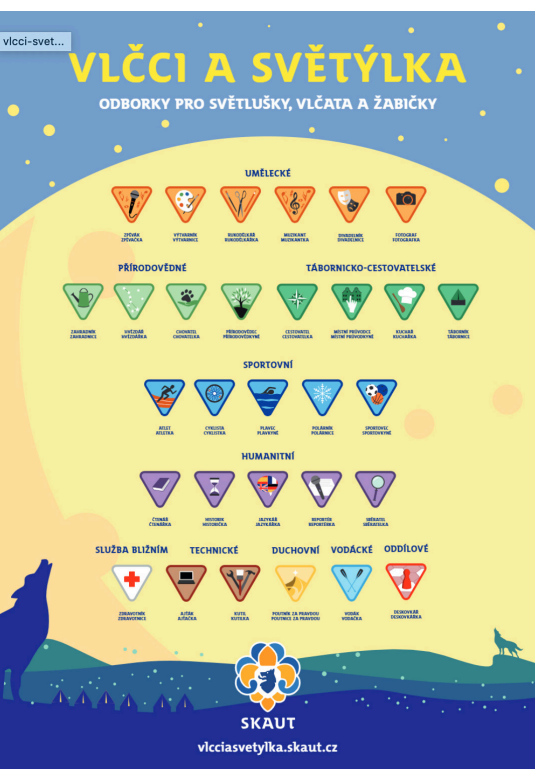 vlcci-svet...
VLČCI A SVĚTÝLKA
ODBORKY PRO SVĚTLUŠKY, VLČATA A ŽABIČKY
UMĚLECKÉ
ZPĚVÁK VÝTVARNÍK RUKODĚLKÁŘ MUZIKANT DIVADELNÍK FOTOGRAF
ZPĚVAČKA VÝTVARNICE RUKODĚLKÁŘKA MUZIKANTKA DIVADELNICE FOTOGRAFKA
PŘÍRODOVĚDNÉ TÁBORNICKO-CESTOVATELSKÉ
ZAHRADNÍK HVĚZDÁŘ CHOVATEL PŘÍRODOVĚDEC CESTOVATEL MÍSTNÍ PRŮVODCE KUCHAŘ TÁBORNÍK
ZAHRADNICE HVĚZDÁŘKA CHOVATELKA PŘÍRODOVĚDKYNĚ CESTOVATELKA MÍSTNÍ PRŮVODKYNĚ KUCHAŘKA TÁBORNICE
SPORTOVNÍ
ATLET CYKLISTA PLAVEC POLÁRNÍK SPORTOVEC
ATLETKA CYKLISTKA PLAVKYNĚ POLÁRNICE SPORTOVKYNĚ
HUMANITNÍ
ČTENÁŘ HISTORIK JAZYKÁŘ REPORTÉR SBĚRATEL
ČTENÁŘKA HISTORIČKA JAZYKÁŘKA REPORTÉRKA SBĚRATELKA
SLUŽBA BLIŽNÍM TECHNICKÉ DUCHOVNÍ VODÁCKÉ ODDÍLOVÉ
ZDRAVOTNÍK AJŤÁK KUTIL POUTNÍK ZA PRAVDOU VODÁK DESKOVKÁŘ
ZDRAVOTNICE AJŤAČKA KUTILKA POUTNICE ZA PRAVDOU VODAČKA DESKOVKÁŘKA
SKAUT
vlcciasvetylka.skaut.cz